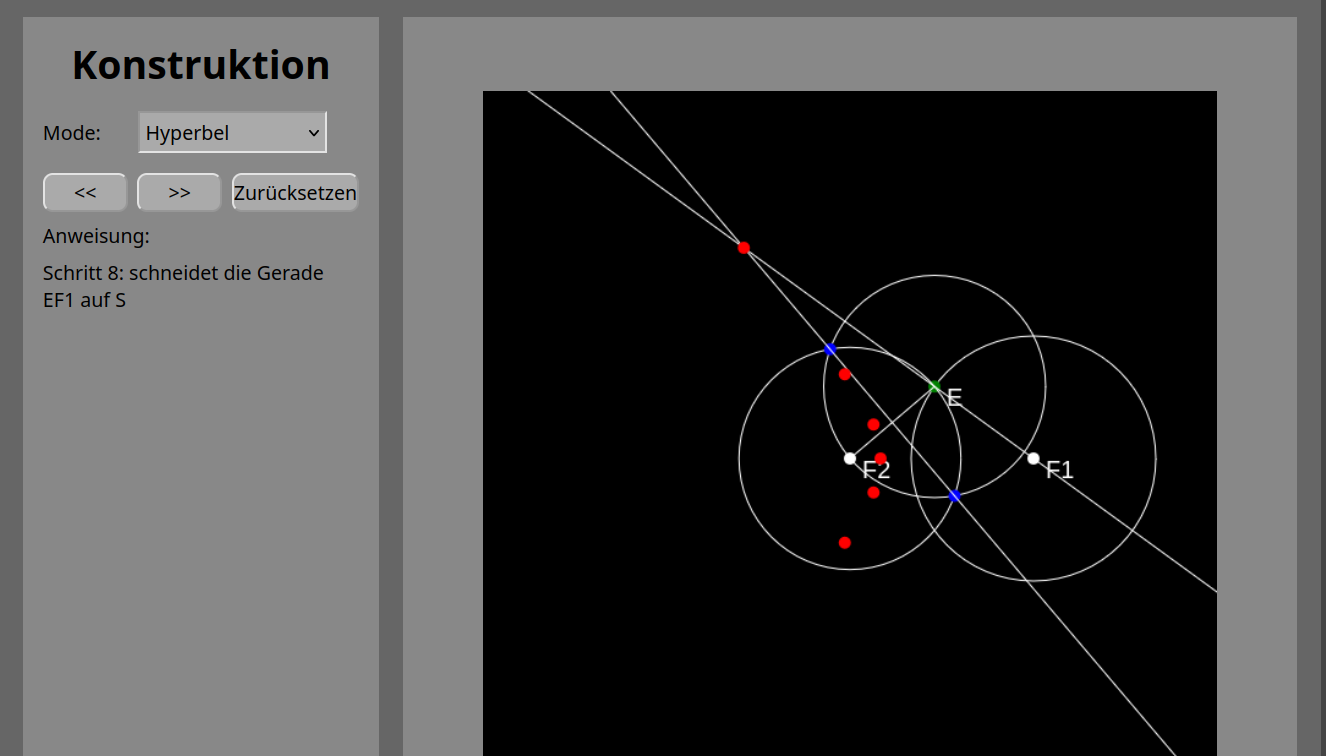 Konstruktion
Mode: Hyperbel
<< >> Zurücksetzen
Anweisung:
Schritt 8: schneidet die Gerade
EF1 auf S
E
F2 F1